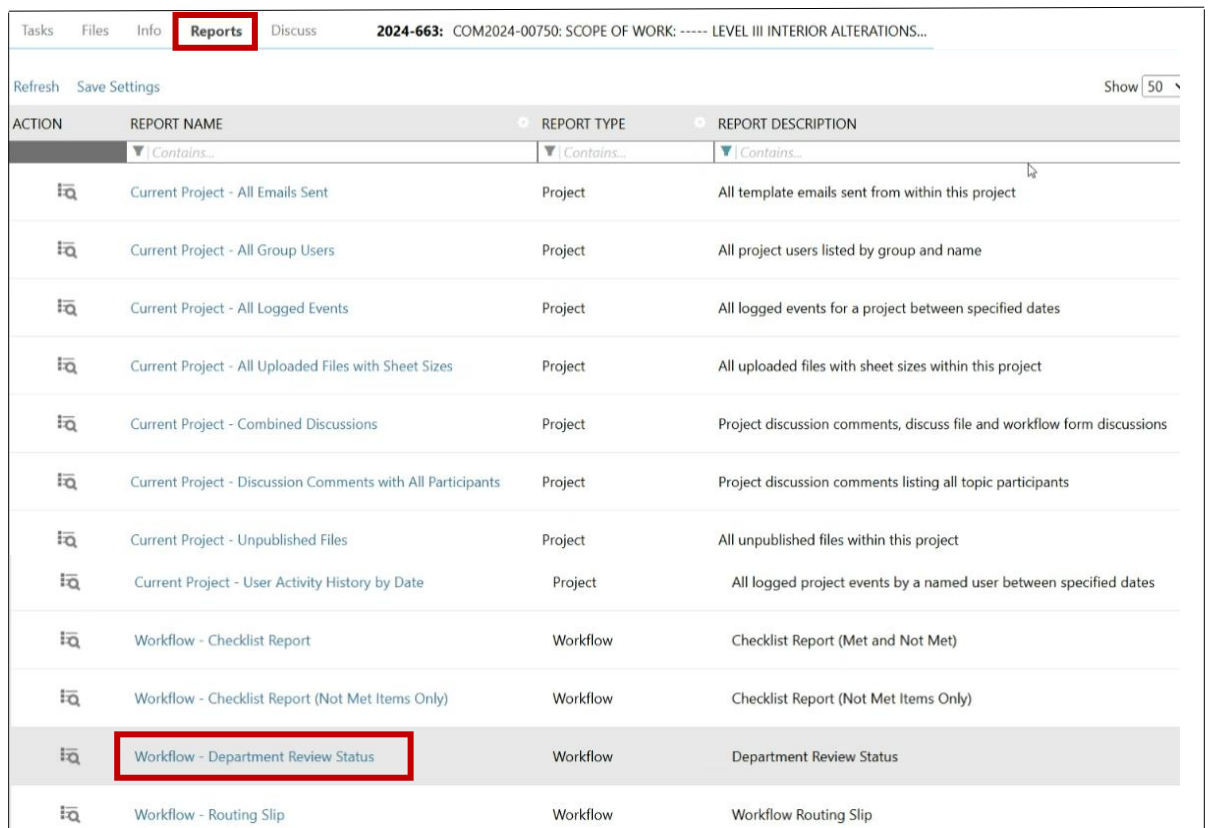 Tasks Files Info Reports Discuss 2024-663: COM2024-00750: SCOPE OF WORK: ----- LEVEL III INTERIOR ALTERATIONS...
Refresh Save Settings Show 50
ACTION REPORT NAME REPORT TYPE REPORT DESCRIPTION
Contains... Contains... Contains...
Current Project - All Emails Sent Project All template emails sent from within this project
Current Project - All Group Users Project All project users listed by group and name
Current Project - All Logged Events Project All logged events for a project between specified dates
Current Project - All Uploaded Files with Sheet Sizes Project All uploaded files with sheet sizes within this project
Current Project - Combined Discussions Project Project discussion comments, discuss file and workflow form discussions
Current Project - Discussion Comments with All Participants Project Project discussion comments listing all topic participants
Current Project - Unpublished Files Project All unpublished files within this project
Current Project - User Activity History by Date Project All logged project events by a named user between specified dates
Workflow - Checklist Report Workflow Checklist Report (Met and Not Met)
Workflow - Checklist Report (Not Met Items Only) Workflow Checklist Report (Not Met Items Only)
Workflow - Department Review Status Workflow Department Review Status
Workflow - Routing Slip Workflow Workflow Routing Slip